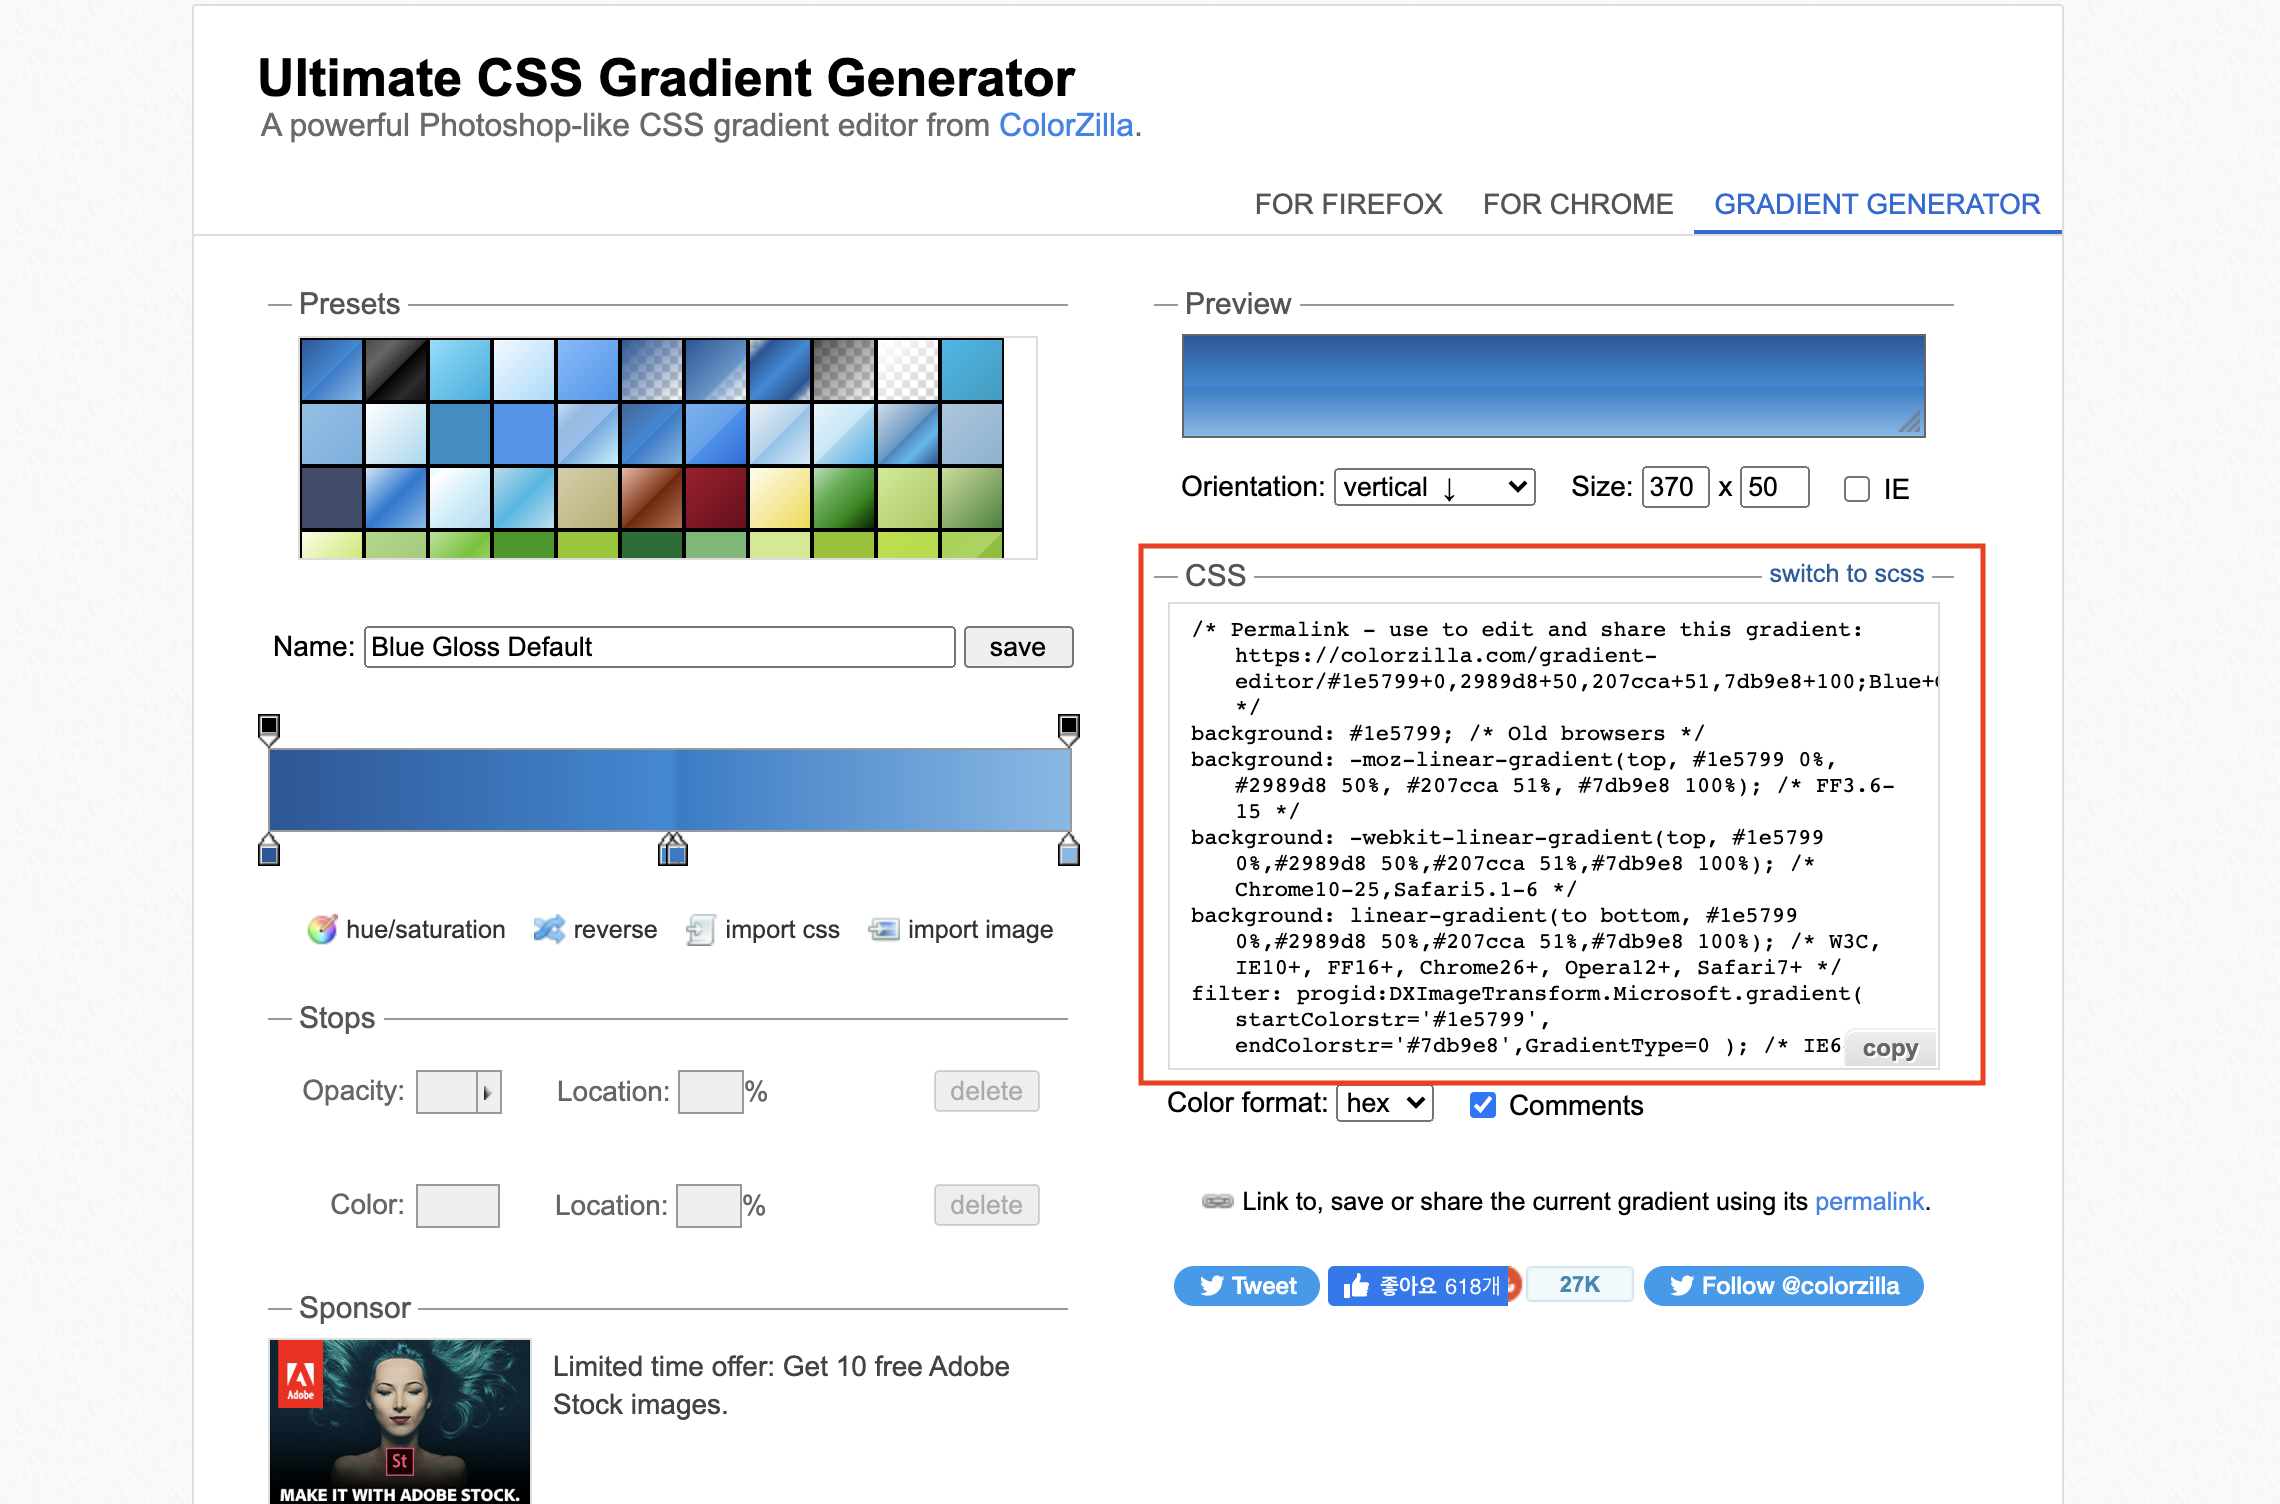 Ultimate CSS Gradient Generator
A powerful Photoshop-like CSS gradient editor from ColorZilla.
FOR FIREFOX FOR CHROME GRADIENT GENERATOR
Presets
Name: Blue Gloss Default save
hue/saturation reverse import css import image
Stops
Opacity: Location: % delete
Color: Location: % delete
Sponsor
Adobe
St
MAKE IT WITH ADOBE STOCK.
Limited time offer: Get 10 free Adobe
Stock images.
Preview
Orientation: vertical ↓ Size: 370 x 50 IE
CSS switch to scss
/* Permalink - use to edit and share this gradient:
https://colorzilla.com/gradient-
editor/#1e5799+0,2989d8+50,207cca+51,7db9e8+100;Blue+
*/
background: #1e5799; /* Old browsers */
background: -moz-linear-gradient(top, #1e5799 0%,
#2989d8 50%, #207cca 51%, #7db9e8 100%); /* FF3.6-
15 */
background: -webkit-linear-gradient(top, #1e5799
0%,#2989d8 50%,#207cca 51%,#7db9e8 100%); /*
Chrome10-25,Safari5.1-6 */
background: linear-gradient(to bottom, #1e5799
0%,#2989d8 50%,#207cca 51%,#7db9e8 100%); /* W3C,
IE10+, FF16+, Chrome26+, Opera12+, Safari7+ */
filter: progid:DXImageTransform.Microsoft.gradient(
startColorstr='#1e5799',
endColorstr='#7db9e8',GradientType=0 ); /* IE6
copy
Color format: hex Comments
Link to, save or share the current gradient using its permalink.
Tweet 좋아요 618개 27K Follow @colorzilla